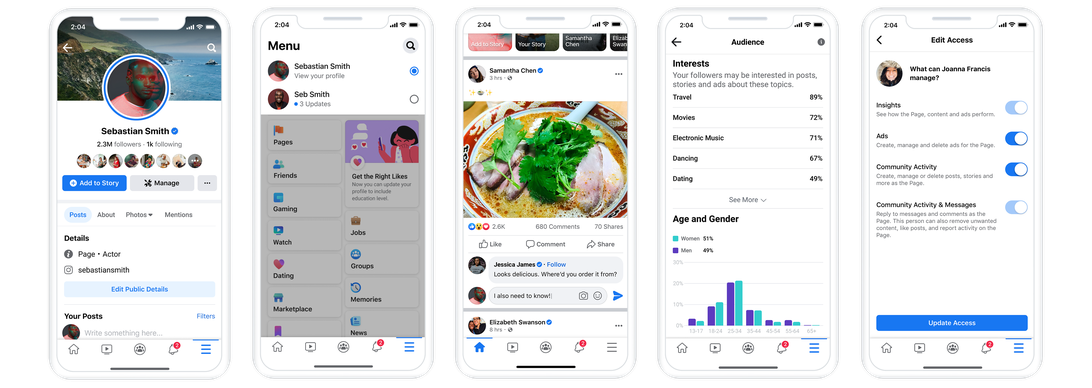 2:04
Sebastian Smith
2.3M followers · 1k following
Add to Story
Manage
Posts
About
Photos
Mentions
Details
Page · Actor
sebastiansmith
Edit Public Details
Your Posts
Filters
Write something here...
2
2:04
Menu
Sebastian Smith
View your profile
Seb Smith
3 Updates
Pages
Friends
Gaming
Watch
Dating
Marketplace
Get the Right Likes
Now you can update your
profile to include
education level.
Jobs
Groups
Memories
News
2
2:04
Add to Story
Your Story
Samantha
Chen
Elizab
Swans
Samantha Chen
3 hrs ·
2.6K
680 Comments
70 Shares
Like
Comment
Share
Jessica James · Follow
Looks delicious. Where'd you order it from?
I also need to know!
Elizabeth Swanson
8 hrs ·
2
2:04
Audience
Interests
Your followers may be interested in posts,
stories and ads about these topics.
Travel 89%
Movies 72%
Electronic Music 71%
Dancing 67%
Dating 49%
See More
Age and Gender
Women 51%
Men 49%
30%
20%
10%
0%
13-17 18-24 25-34 35-44 45-54 55-64 65+
2
2:04
Edit Access
What can Joanna Francis
manage?
Insights
See how the Page, content and ads perform.
Ads
Create, manage and delete ads for the Page.
Community Activity
Create, manage or delete posts, stories and
more as the Page.
Community Activity & Messages
Reply to messages and comments as the
Page. This person can also remove unwanted
content, like posts, and report activity on the
Page.
Update Access
2